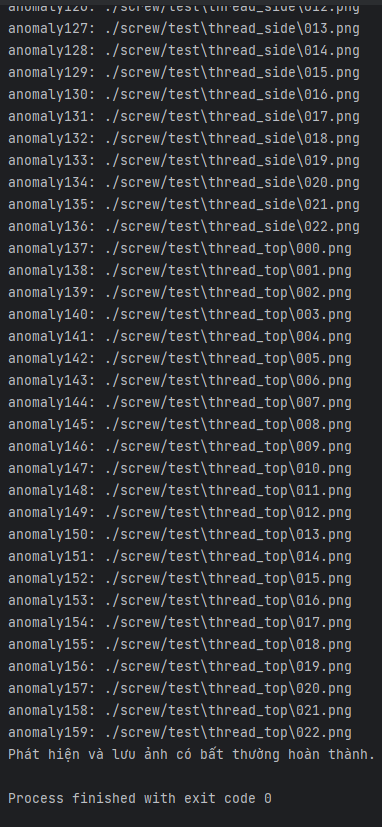 anomaly126: ./screw/test\thread_side\012.png
anomaly127: ./screw/test\thread_side\013.png
anomaly128: ./screw/test\thread_side\014.png
anomaly129: ./screw/test\thread_side\015.png
anomaly130: ./screw/test\thread_side\016.png
anomaly131: ./screw/test\thread_side\017.png
anomaly132: ./screw/test\thread_side\018.png
anomaly133: ./screw/test\thread_side\019.png
anomaly134: ./screw/test\thread_side\020.png
anomaly135: ./screw/test\thread_side\021.png
anomaly136: ./screw/test\thread_side\022.png
anomaly137: ./screw/test\thread_top\000.png
anomaly138: ./screw/test\thread_top\001.png
anomaly139: ./screw/test\thread_top\002.png
anomaly140: ./screw/test\thread_top\003.png
anomaly141: ./screw/test\thread_top\004.png
anomaly142: ./screw/test\thread_top\005.png
anomaly143: ./screw/test\thread_top\006.png
anomaly144: ./screw/test\thread_top\007.png
anomaly145: ./screw/test\thread_top\008.png
anomaly146: ./screw/test\thread_top\009.png
anomaly147: ./screw/test\thread_top\010.png
anomaly148: ./screw/test\thread_top\011.png
anomaly149: ./screw/test\thread_top\012.png
anomaly150: ./screw/test\thread_top\013.png
anomaly151: ./screw/test\thread_top\014.png
anomaly152: ./screw/test\thread_top\015.png
anomaly153: ./screw/test\thread_top\016.png
anomaly154: ./screw/test\thread_top\017.png
anomaly155: ./screw/test\thread_top\018.png
anomaly156: ./screw/test\thread_top\019.png
anomaly157: ./screw/test\thread_top\020.png
anomaly158: ./screw/test\thread_top\021.png
anomaly159: ./screw/test\thread_top\022.png
Phát hiện và lưu ảnh có bất thường hoàn thành.
Process finished with exit code 0